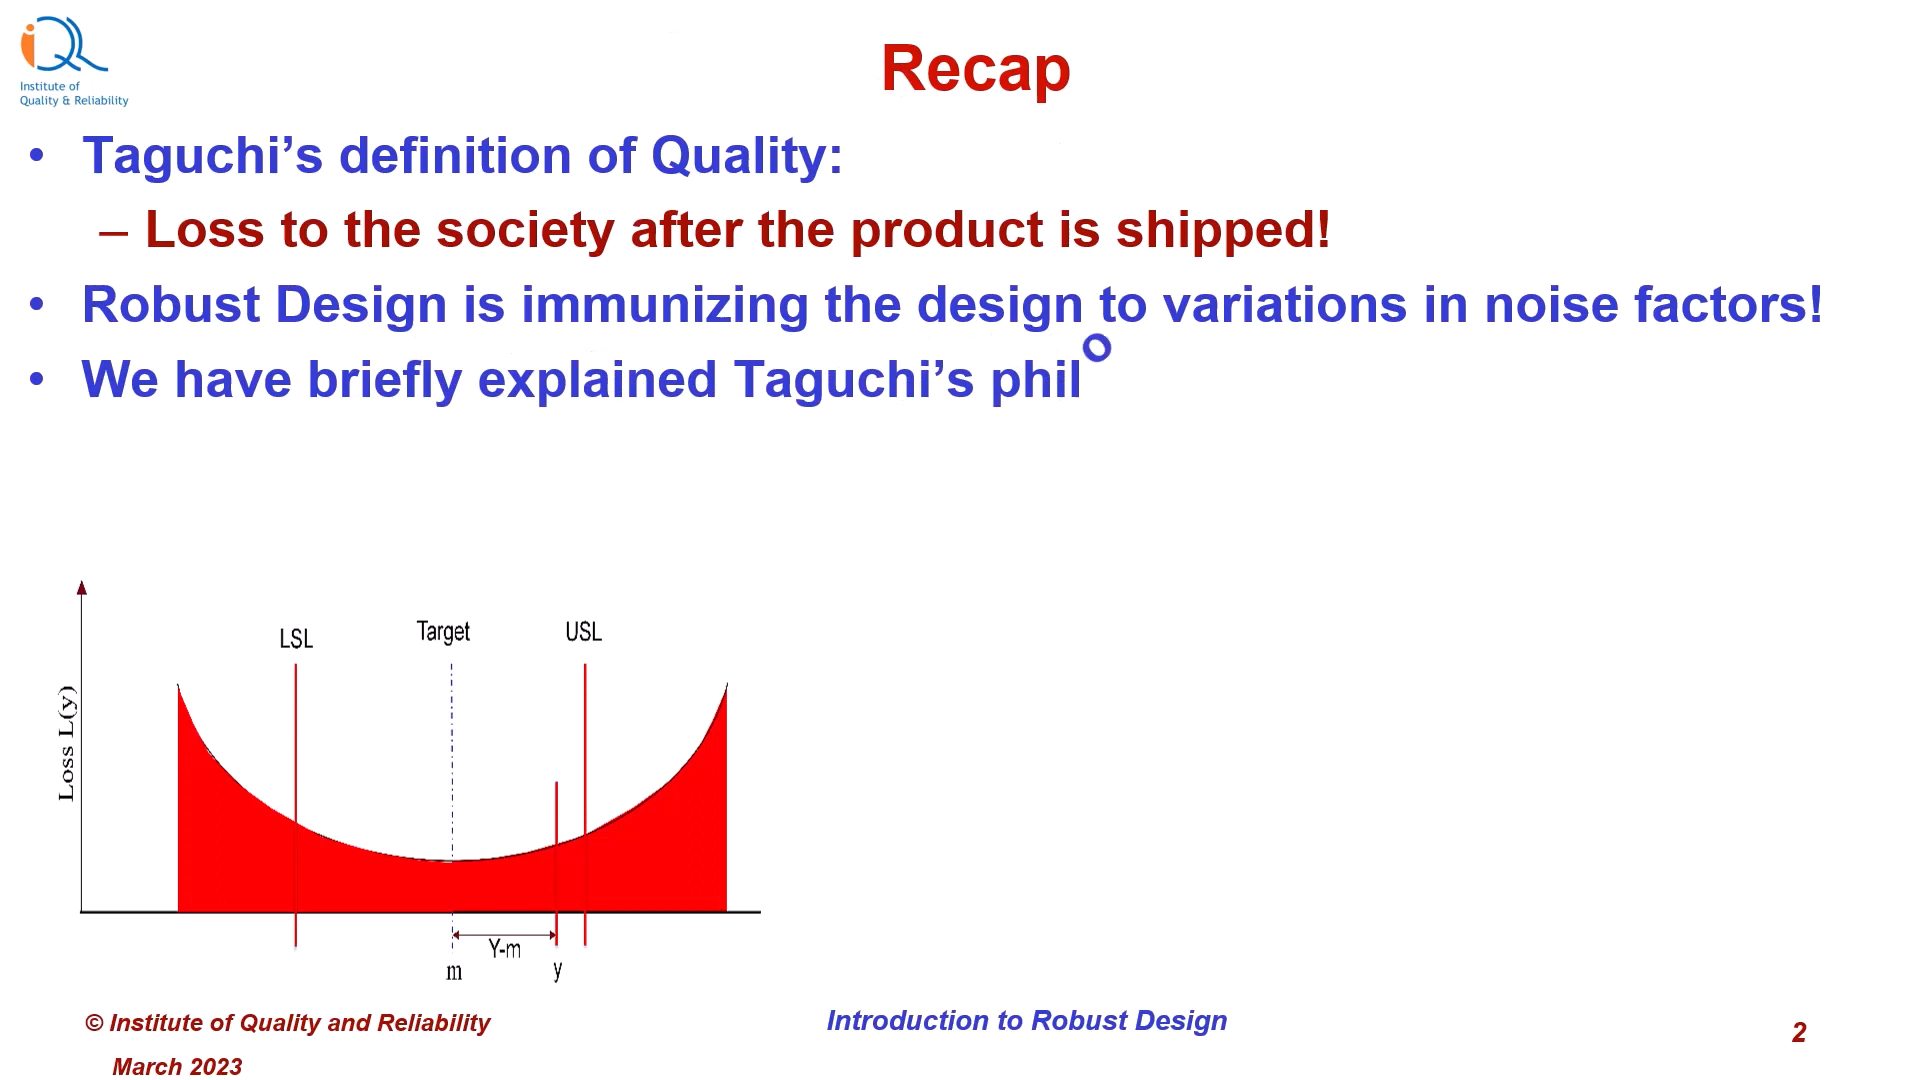 iQ
Institute of
Quality & Reliability
Recap
• Taguchi’s definition of Quality:
– Loss to the society after the product is shipped!
• Robust Design is immunizing the design to variations in noise factors!
• We have briefly explained Taguchi’s philo
LSL
Target
USL
Loss L(y)
Y-m
m
y
© Institute of Quality and Reliability
March 2023
Introduction to Robust Design
2